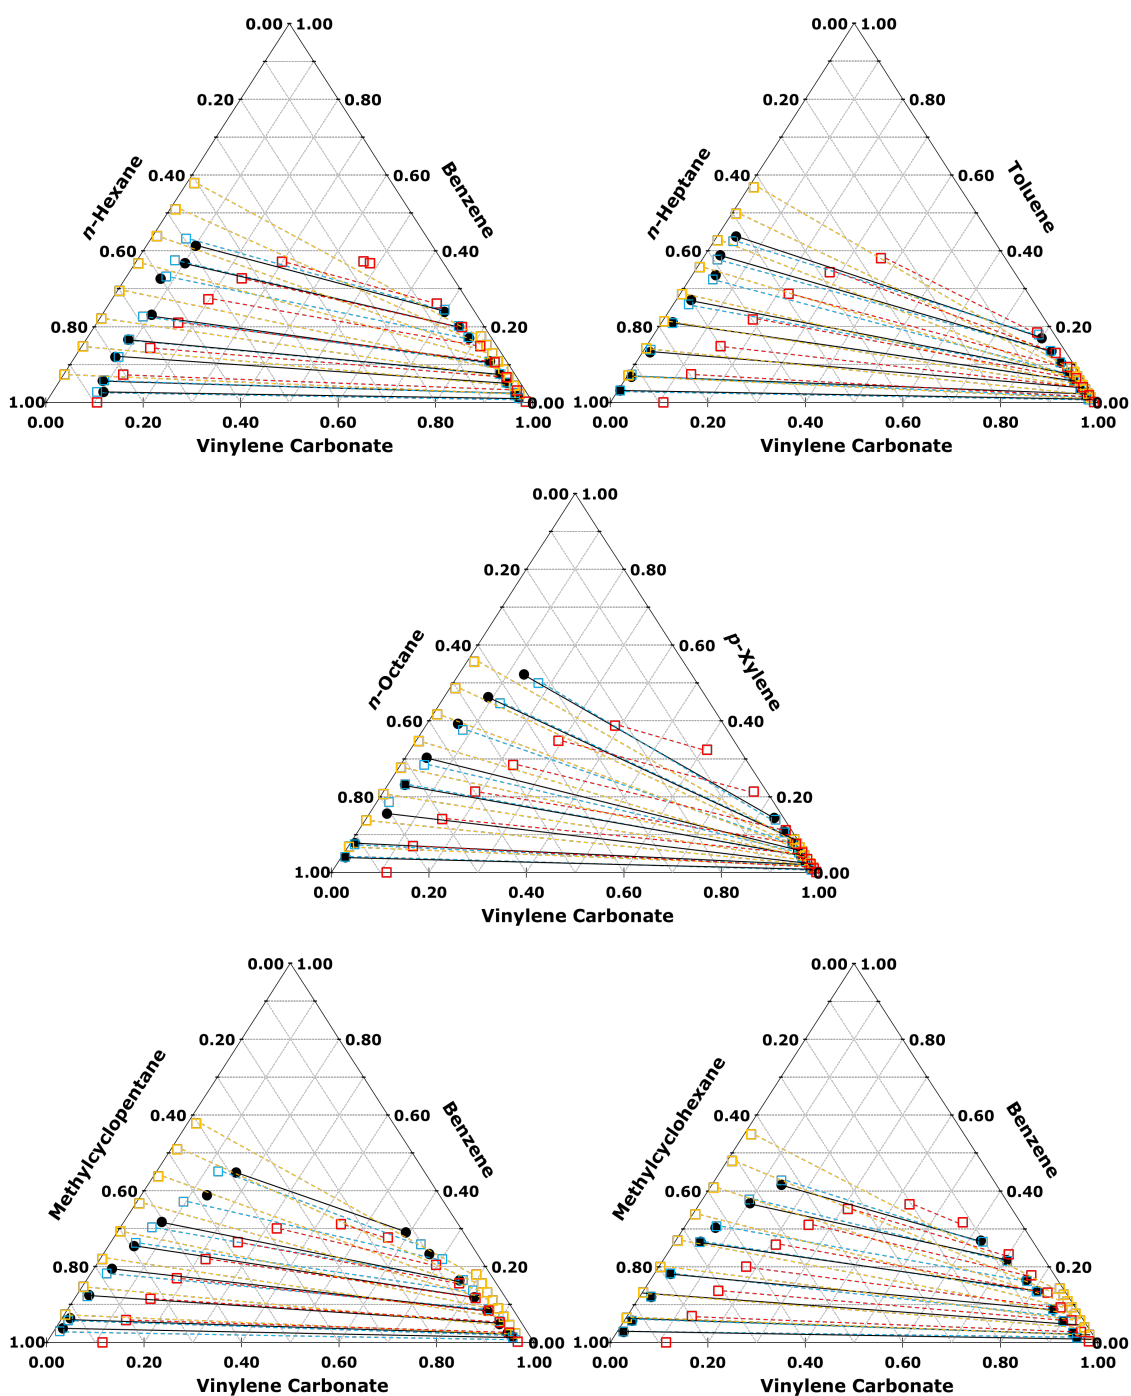 0.00 1.00 0.00 1.00
0.20 0.80 0.20 0.80
0.40 0.60 0.40 0.60
n-Hexane Benzene n-Heptane Toluene
0.60 0.40 0.60 0.40
0.80 0.20 0.80 0.20
1.00 0.00 1.00 0.00
0.00 0.20 0.40 0.60 0.80 1.00 0.00 0.20 0.40 0.60 0.80 1.00
Vinylene Carbonate Vinylene Carbonate
0.00 1.00
0.20 0.80
0.40 0.60
n-Octane p-Xylene
0.60 0.40
0.80 0.20
1.00 0.00
0.00 0.20 0.40 0.60 0.80 1.00
Vinylene Carbonate
0.00 1.00 0.00 1.00
0.20 0.80 0.20 0.80
0.40 0.60 0.40 0.60
Methylcyclopentane Benzene Methylcyclohexane Benzene
0.60 0.40 0.60 0.40
0.80 0.20 0.80 0.20
1.00 0.00 1.00 0.00
0.00 0.20 0.40 0.60 0.80 1.00 0.00 0.20 0.40 0.60 0.80 1.00
Vinylene Carbonate Vinylene Carbonate